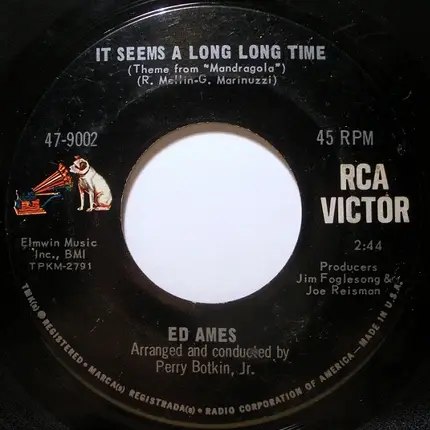 IT SEEMS A LONG LONG TIME
(Theme from "Mandragola")
(R. Mellin-G. Marinuzzi)
47-9002
45 RPM
RCA
VICTOR
Elmwin Music
Inc., BMI
TPKM-2791
2:44
Producers
Jim Foglesong &
Joe Reisman
ED AMES
Arranged and conducted by
Perry Botkin, Jr.
TMK(s) ® REGISTERED • MARCA(s) REGISTRADA(s) • RADIO CORPORATION OF AMERICA - MADE IN U.S.A.